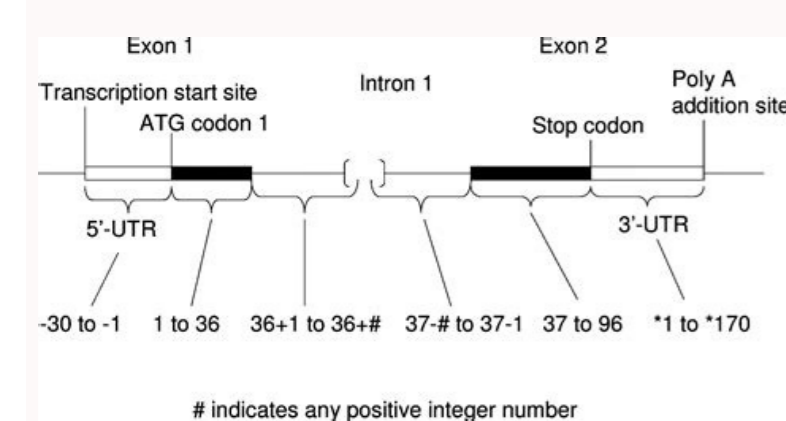 Exon 1
Exon 2
Transcription start site
Intron 1
Poly A
addition site
ATG codon 1
Stop codon
5'-UTR
3'-UTR
-30 to -1
1 to 36
36+1 to 36+#
37-# to 37-1
37 to 96
*1 to *170
# indicates any positive integer number